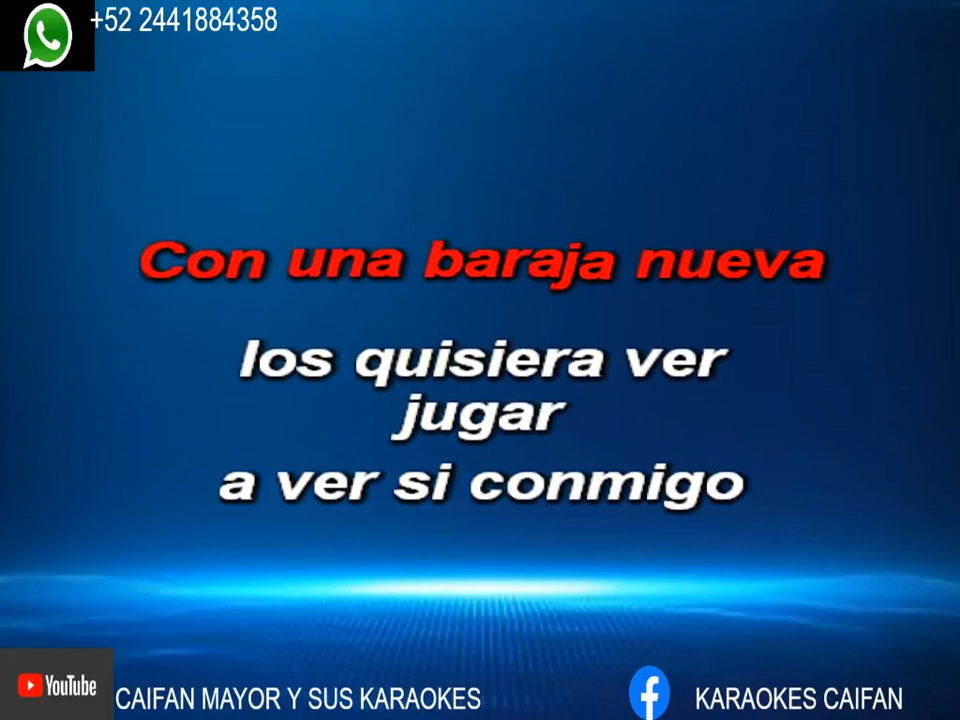 +52 2441884358
Con una baraja nueva
los quisiera ver
jugar
a ver si conmigo
YouTube
CAIFAN MAYOR Y SUS KARAOKES
KARAOKES CAIFAN